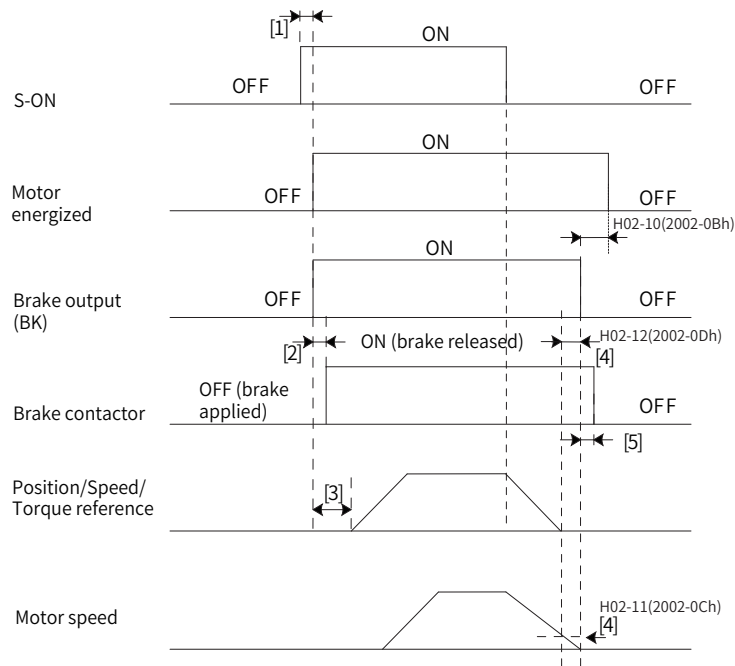 [1]
ON
OFF
OFF
S-ON
ON
Motor
energized
OFF
OFF
H02-10(2002-0Bh)
ON
Brake output
(BK)
OFF
OFF
[2]
ON (brake released)
H02-12(2002-0Dh)
[4]
OFF (brake
applied)
Brake contactor
OFF
[5]
Position/Speed/
Torque reference
[3]
H02-11(2002-0Ch)
[4]
Motor speed